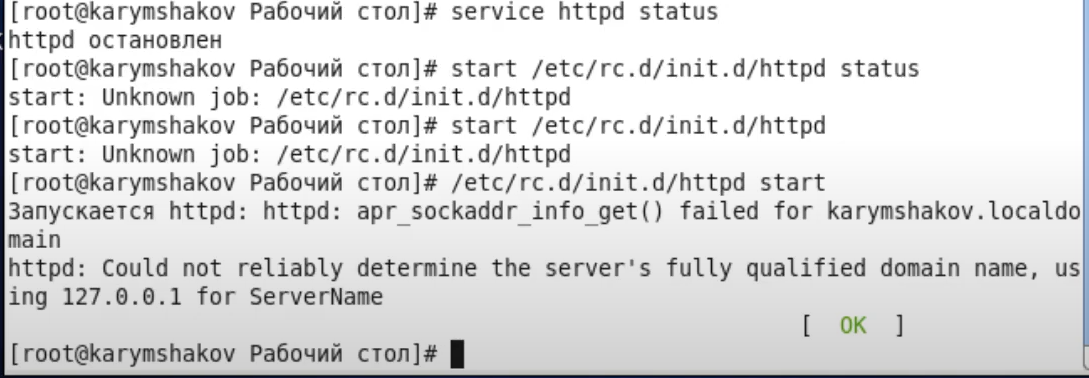 [root@karymshakov Рабочий стол]# service httpd status
httpd остановлен
[root@karymshakov Рабочий стол]# start /etc/rc.d/init.d/httpd status
start: Unknown job: /etc/rc.d/init.d/httpd
[root@karymshakov Рабочий стол]# start /etc/rc.d/init.d/httpd
start: Unknown job: /etc/rc.d/init.d/httpd
[root@karymshakov Рабочий стол]# /etc/rc.d/init.d/httpd start
Запускается httpd: httpd: apr_sockaddr_info_get() failed for karymshakov.localdo
main
httpd: Could not reliably determine the server's fully qualified domain name, us
ing 127.0.0.1 for ServerName
[  OK  ]
[root@karymshakov Рабочий стол]#